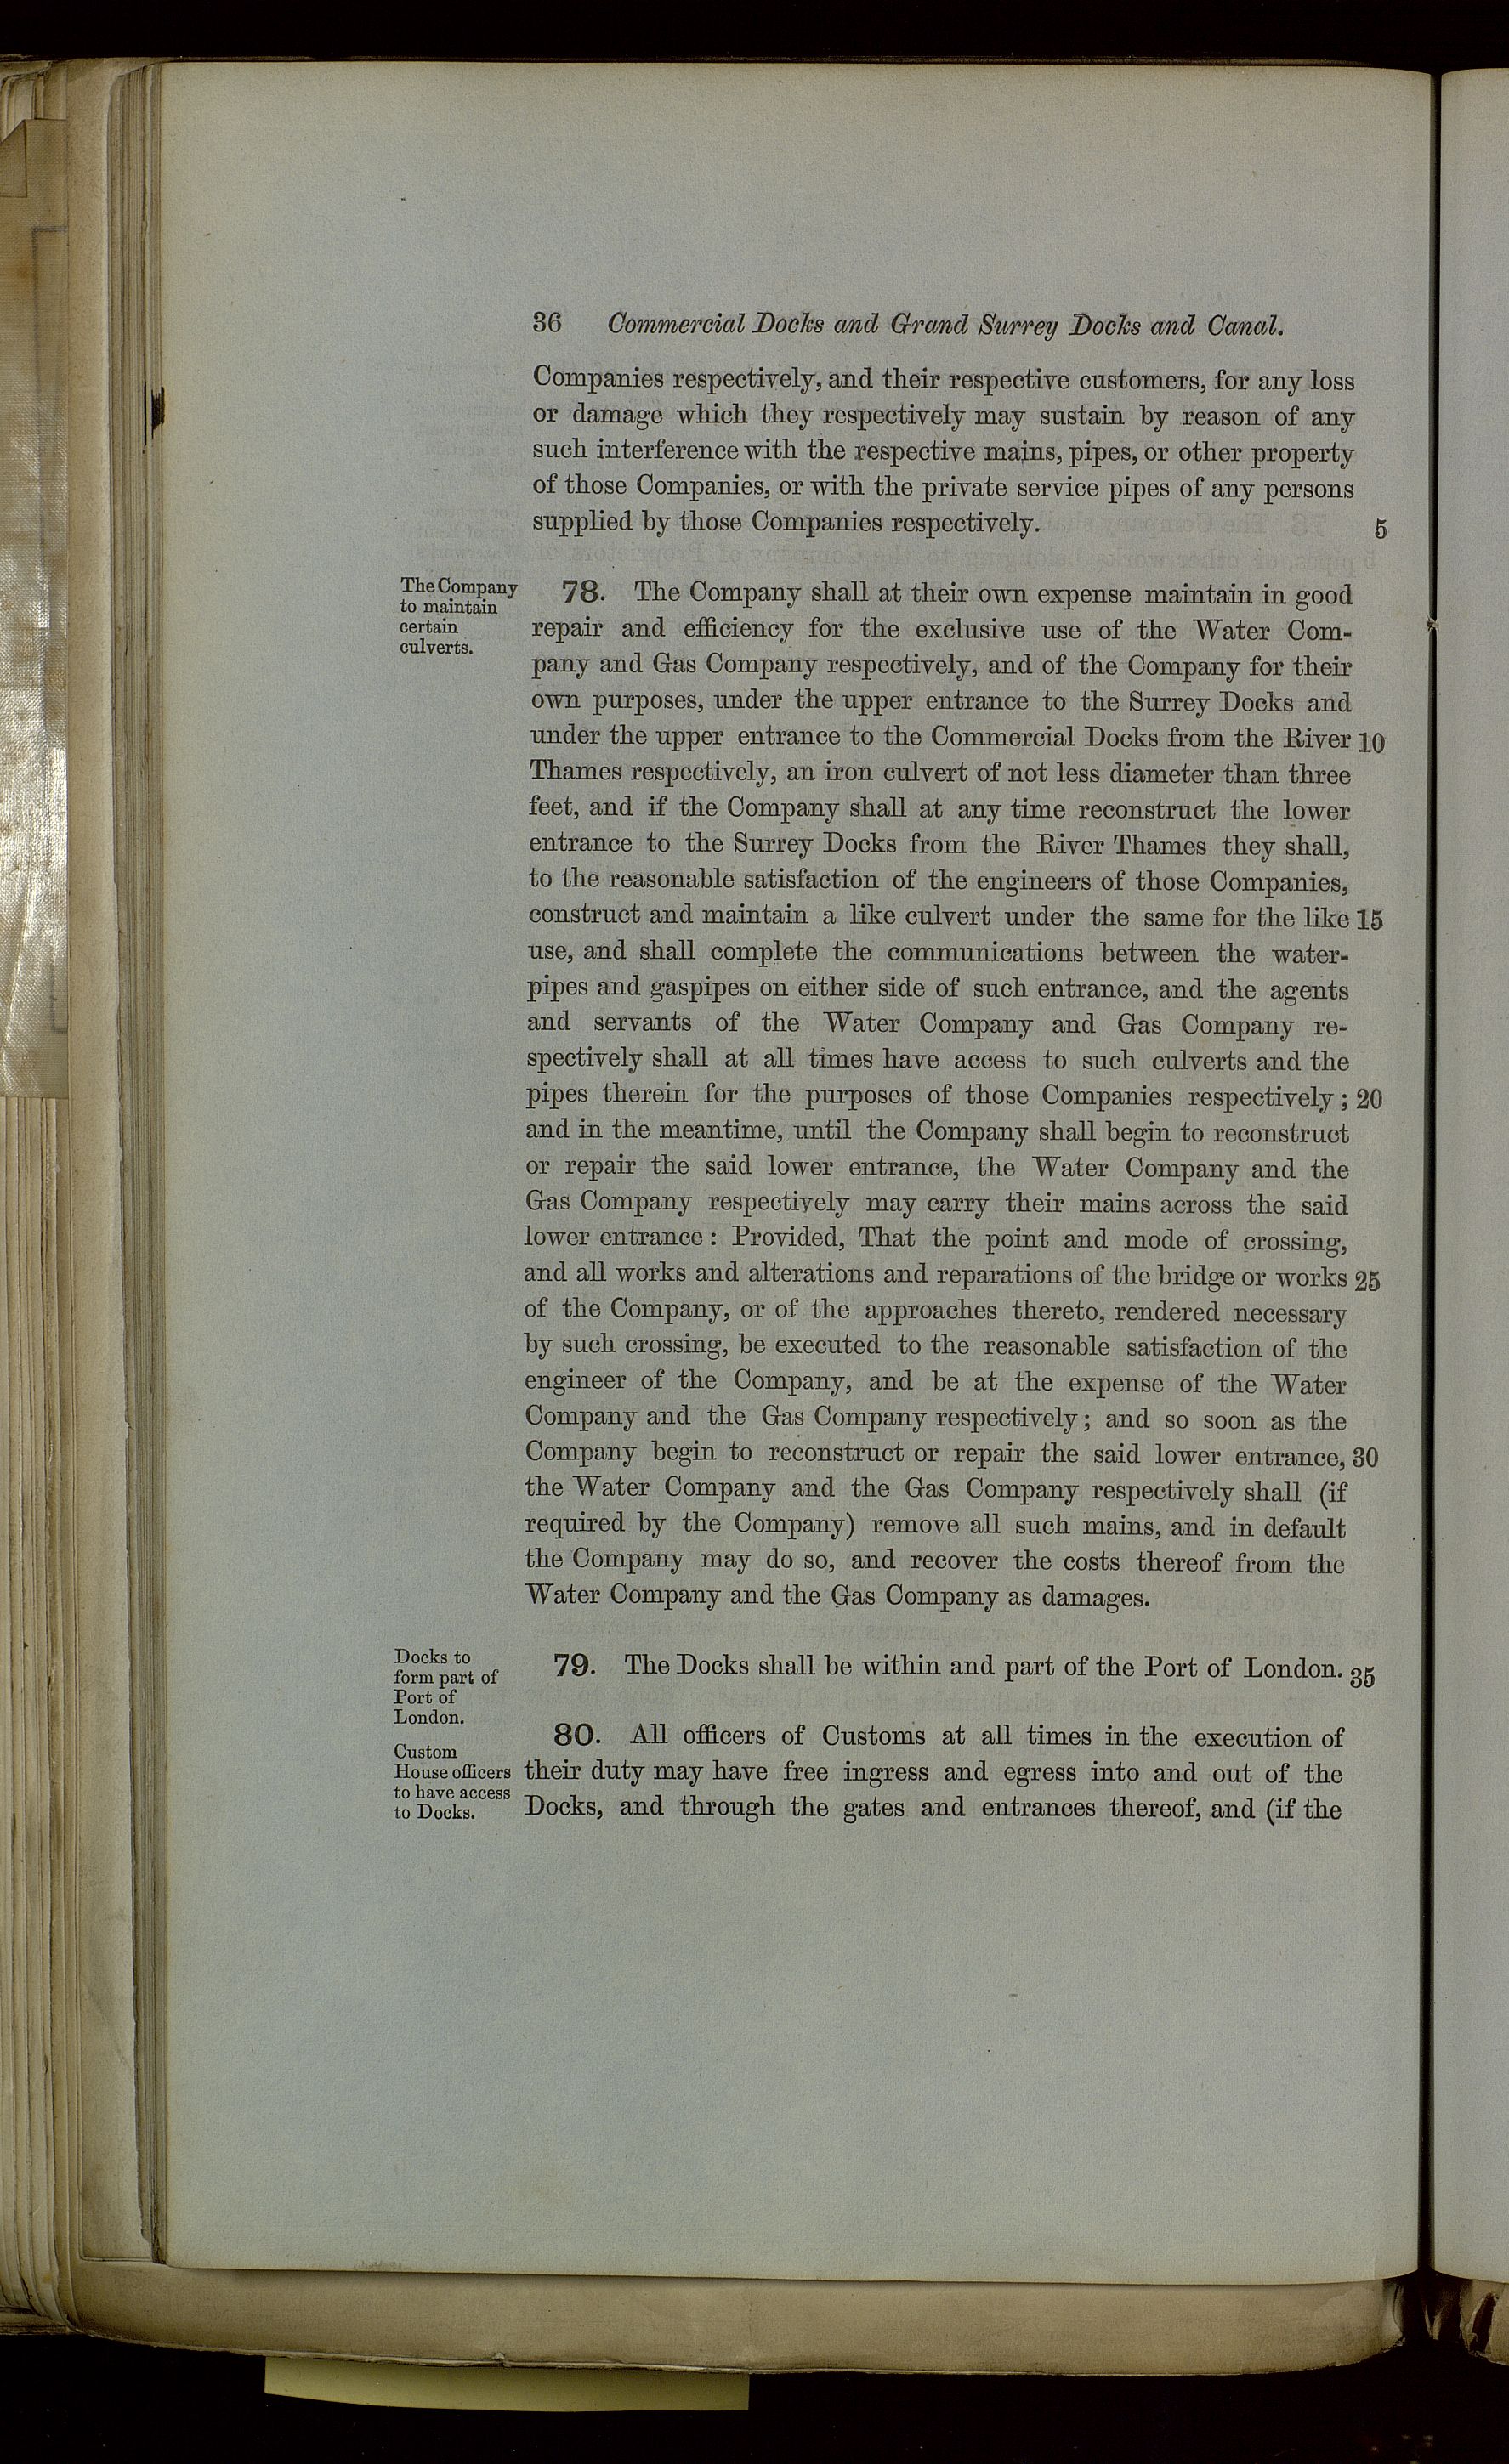 36 Commercial Docks and Grand Surrey Docks and Canal.
Companies respectively, and their respective customers, for any loss
or damage which they respectively may sustain by reason of any
such interference with the respective mains, pipes, or other property
of those Companies, or with the private service pipes of any persons
supplied by those Companies respectively. 5
The Company
to maintain
certain
culverts.
78. The Company shall at their own expense maintain in good
repair and efficiency for the exclusive use of the Water Com-
pany and Gas Company respectively, and of the Company for their
own purposes, under the upper entrance to the Surrey Docks and
under the upper entrance to the Commercial Docks from the River 10
Thames respectively, an iron culvert of not less diameter than three
feet, and if the Company shall at any time reconstruct the lower
entrance to the Surrey Docks from the River Thames they shall,
to the reasonable satisfaction of the engineers of those Companies,
construct and maintain a like culvert under the same for the like 15
use, and shall complete the communications between the water-
pipes and gaspipes on either side of such entrance, and the agents
and servants of the Water Company and Gas Company re-
spectively shall at all times have access to such culverts and the
pipes therein for the purposes of those Companies respectively; 20
and in the meantime, until the Company shall begin to reconstruct
or repair the said lower entrance, the Water Company and the
Gas Company respectively may carry their mains across the said
lower entrance: Provided, That the point and mode of crossing,
and all works and alterations and reparations of the bridge or works 25
of the Company, or of the approaches thereto, rendered necessary
by such crossing, be executed to the reasonable satisfaction of the
engineer of the Company, and be at the expense of the Water
Company and the Gas Company respectively; and so soon as the
Company begin to reconstruct or repair the said lower entrance, 30
the Water Company and the Gas Company respectively shall (if
required by the Company) remove all such mains, and in default
the Company may do so, and recover the costs thereof from the
Water Company and the Gas Company as damages.
Docks to
form part of
Port of
London.
79. The Docks shall be within and part of the Port of London. 35
Custom
House officers
to have access
to Docks.
80. All officers of Customs at all times in the execution of
their duty may have free ingress and egress into and out of the
Docks, and through the gates and entrances thereof, and (if the